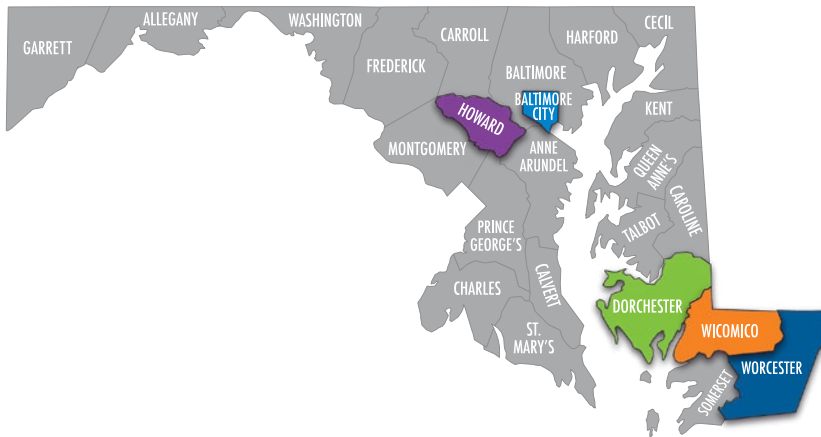 GARRETT
ALLEGANY
WASHINGTON
FREDERICK
CARROLL
BALTIMORE
HARFORD
CECIL
BALTIMORE
CITY
HOWARD
MONTGOMERY
ANNE
ARUNDEL
KENT
QUEEN
ANNE'S
CAROLINE
TALBOT
PRINCE
GEORGE'S
CALVERT
CHARLES
ST.
MARY'S
DORCHESTER
WICOMICO
WORCESTER
SOMERSET